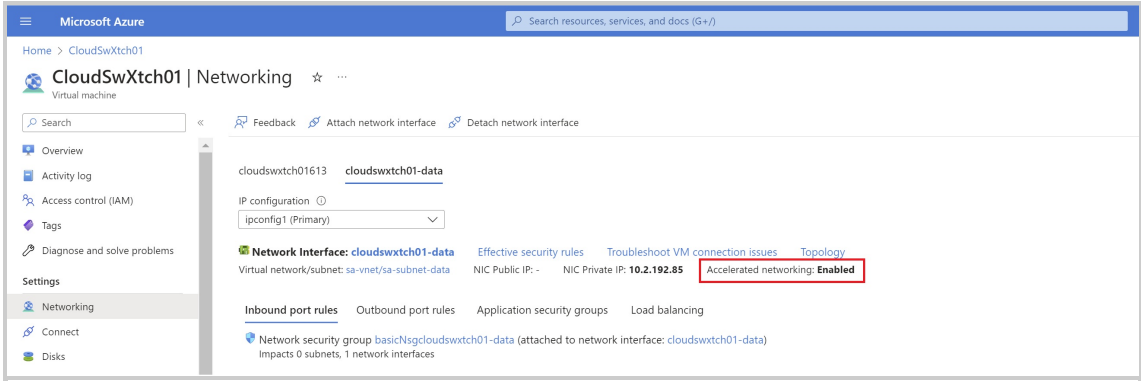 Microsoft Azure
Search resources, services, and docs (G+/)
Home > CloudSwXtch01
CloudSwXtch01 | Networking
Virtual machine
Search
Overview
Activity log
Access control (IAM)
Tags
Diagnose and solve problems
Settings
Networking
Connect
Disks
Feedback Attach network interface Detach network interface
cloudswxtch01613 cloudswxtch01-data
IP configuration
ipconfig1 (Primary)
Network Interface: cloudswxtch01-data Effective security rules Troubleshoot VM connection issues Topology
Virtual network/subnet: sa-vnet/sa-subnet-data NIC Public IP: - NIC Private IP: 10.2.192.85 Accelerated networking: Enabled
Inbound port rules Outbound port rules Application security groups Load balancing
Network security group basicNsgcloudswxtch01-data (attached to network interface: cloudswxtch01-data)
Impacts 0 subnets, 1 network interfaces